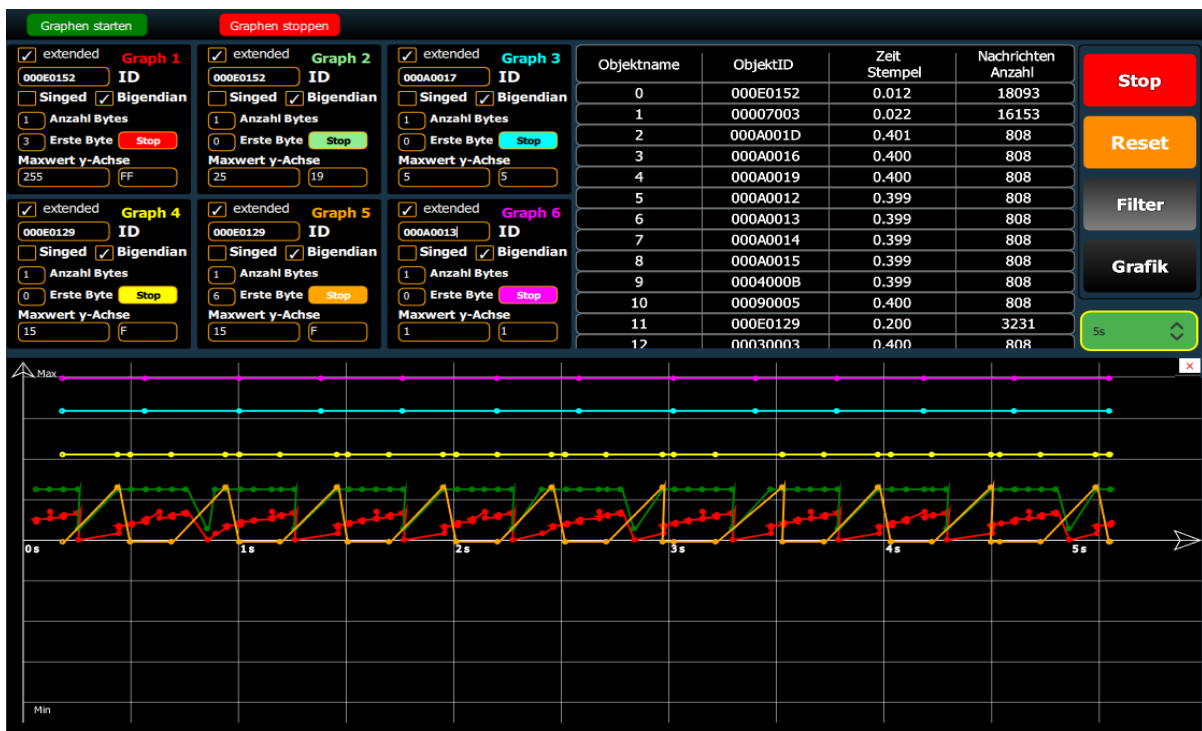 Graphen starten Graphen stoppen
extended Graph 1
000E0152 ID
Singed Bigendian
1 Anzahl Bytes
3 Erste Byte Stop
Maxwert y-Achse
255 FF
extended Graph 2
000E0152 ID
Singed Bigendian
1 Anzahl Bytes
0 Erste Byte Stop
Maxwert y-Achse
25 19
extended Graph 3
000A0017 ID
Singed Bigendian
1 Anzahl Bytes
0 Erste Byte Stop
Maxwert y-Achse
5 5
extended Graph 4
000E0129 ID
Singed Bigendian
1 Anzahl Bytes
0 Erste Byte Stop
Maxwert y-Achse
15 F
extended Graph 5
000E0129 ID
Singed Bigendian
1 Anzahl Bytes
6 Erste Byte Stop
Maxwert y-Achse
15 F
extended Graph 6
000A0013 ID
Singed Bigendian
1 Anzahl Bytes
0 Erste Byte Stop
Maxwert y-Achse
1 1
Objektname ObjektID Zeit Stempel Nachrichten Anzahl
0 000E0152 0.012 18093
1 00007003 0.022 16153
2 000A001D 0.401 808
3 000A0016 0.400 808
4 000A0019 0.400 808
5 000A0012 0.399 808
6 000A0013 0.399 808
7 000A0014 0.399 808
8 000A0015 0.399 808
9 0004000B 0.399 808
10 00090005 0.400 808
11 000E0129 0.200 3231
12 00030003 0.400 808
Stop
Reset
Filter
Grafik
5s
Max
0s 1s 2s 3s 4s 5s
Min